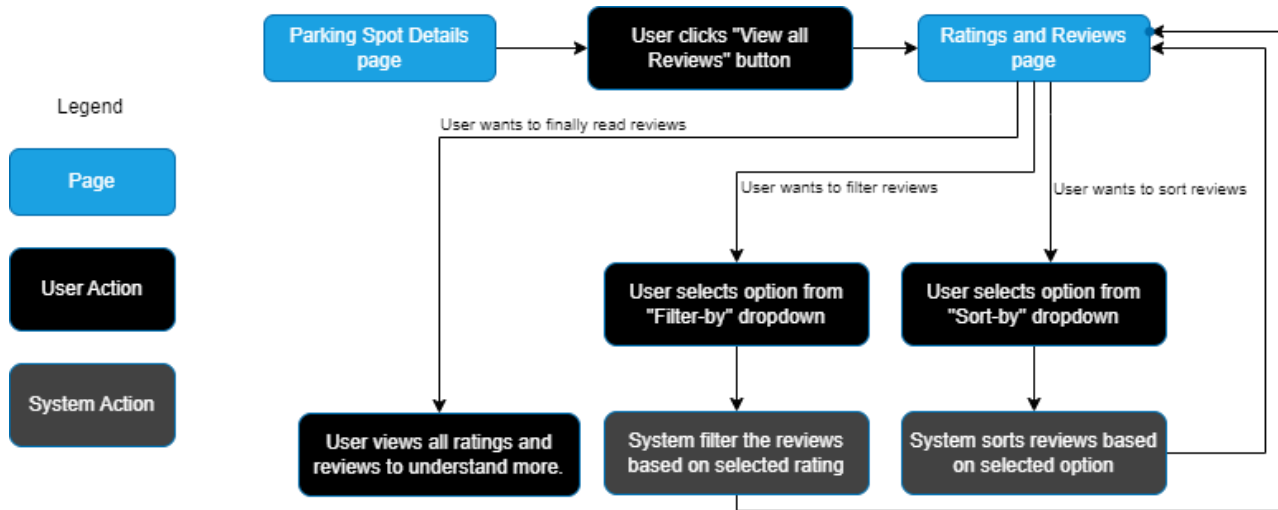 Parking Spot Details
page
User clicks "View all
Reviews" button
Ratings and Reviews
page
Legend
User wants to finally read reviews
Page
User wants to filter reviews
User wants to sort reviews
User Action
User selects option from
"Filter-by" dropdown
User selects option from
"Sort-by" dropdown
System Action
User views all ratings and
reviews to understand more.
System filter the reviews
based on selected rating
System sorts reviews based
on selected option